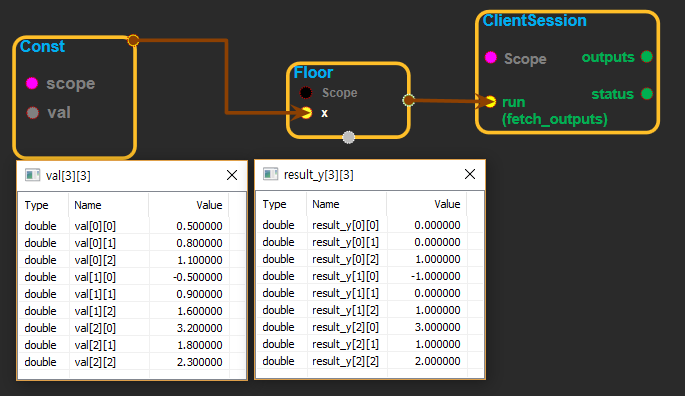 Const
scope
val
Floor
Scope
x
ClientSession
Scope
outputs
status
run
(fetch_outputs)
val[3][3]
Type Name Value
double val[0][0] 0.500000
double val[0][1] 0.800000
double val[0][2] 1.100000
double val[1][0] -0.500000
double val[1][1] 0.900000
double val[1][2] 1.600000
double val[2][0] 3.200000
double val[2][1] 1.800000
double val[2][2] 2.300000
result_y[3][3]
Type Name Value
double result_y[0][0] 0.000000
double result_y[0][1] 0.000000
double result_y[0][2] 1.000000
double result_y[1][0] -1.000000
double result_y[1][1] 0.000000
double result_y[1][2] 1.000000
double result_y[2][0] 3.000000
double result_y[2][1] 1.000000
double result_y[2][2] 2.000000